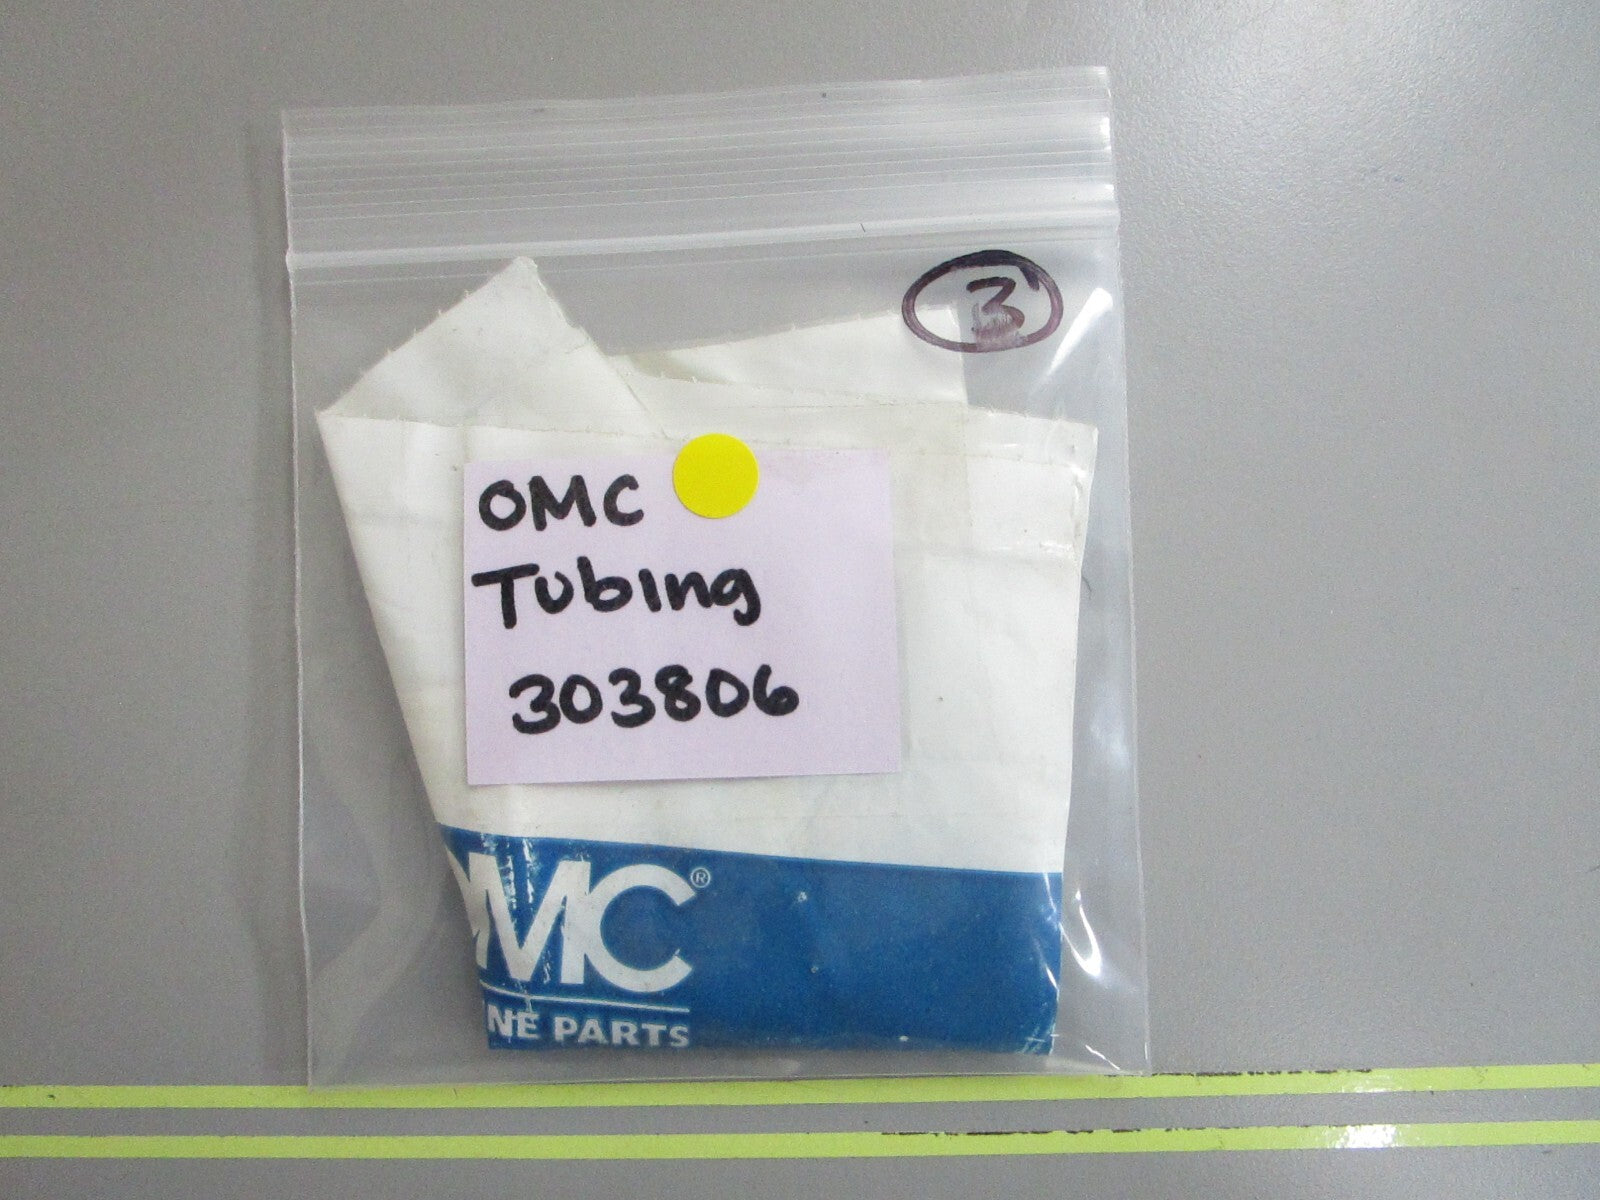 3
OMC
Tubing
303806
OMC®
NE PARTS